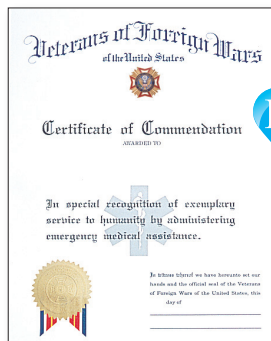 Veterans of Foreign Wars
of the United States
Certificate of Commendation
AWARDED TO
In special recognition of exemplary
service to humanity by administering
emergency medical assistance.
In witness whereof we have hereunto set our
hands and the official seal of the Veterans
of Foreign Wars of the United States, this
day of